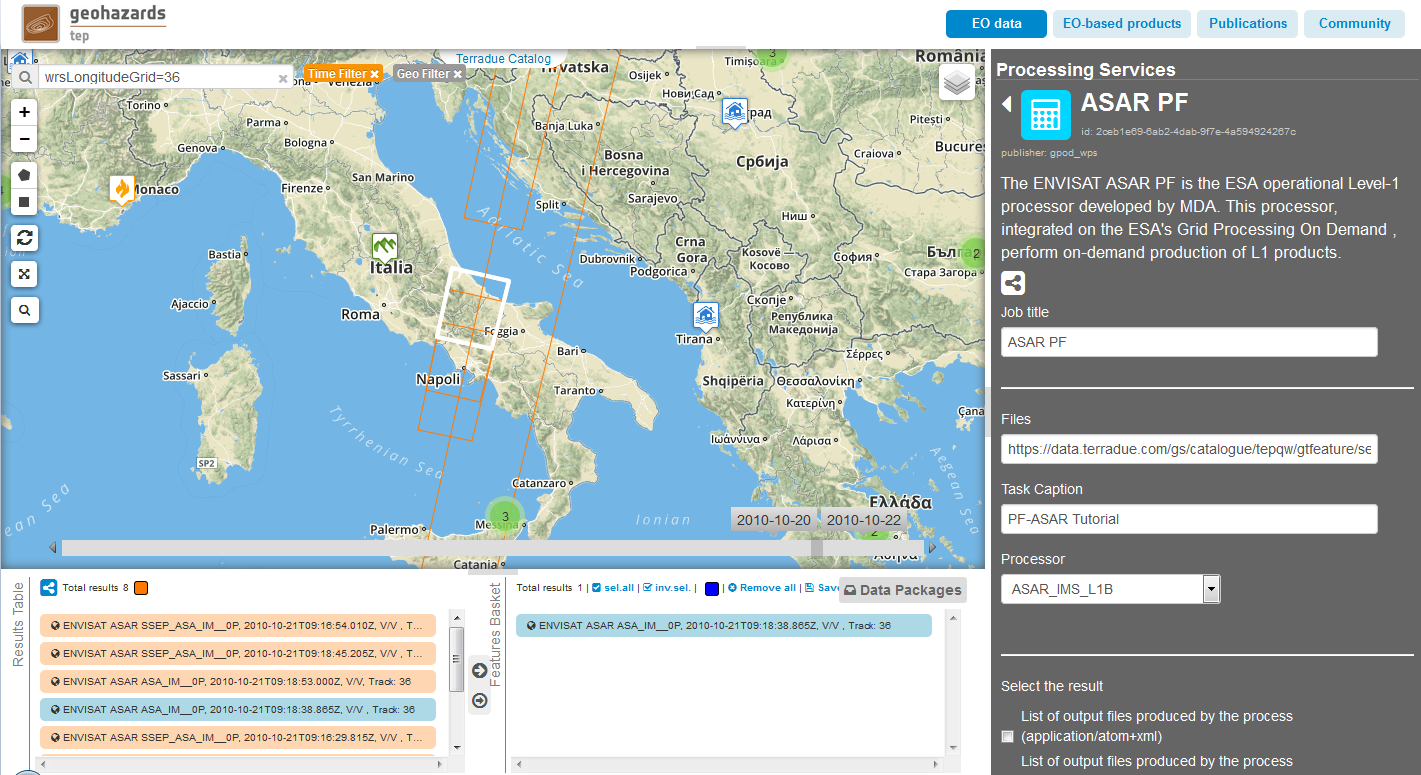 geohazards
tep
EO data
EO-based products
Publications
Community
wrsLongitudeGrid=36
Time Filter
Geo Filter
Terradue Catalog
Hrvatska
Osijek
Нови Сад
Timișoara
România
3
Torino
Parma
Bologna
Genova
Monaco
Firenze
San Marino
Banja Luka
Bosna
i Hercegovina
Sarajevo
Split
Србија
Pitești
Craiova
București
Adriatic Sea
Dubrovnik
Crna
Gora
Podgorica
Ниш
Kosovë —
Косово
София
Бълг
2
Стара Загора
Bastia
Italia
Ajaccio
Roma
Foggia
Скопје
Република
Македонија
Tirana
Bari
Σέρρες
Sassari
Napoli
Taranto
Shqipëria
Θεσσαλονίκη
Κατερίνη
Çana
Tyrrhenian Sea
Ιωάννινα
Λάρισα
SP2
Aegean Sea
ean Sea
Catanzaro
Ελλάδα
3
Messina
Palermo
Ionian
2010-10-20
2010-10-22
2
Αθήνα
Catania
Results Table
Total results 8
ENVISAT ASAR SSEP_ASA_IM__0P, 2010-10-21T09:16:54.010Z, V/V , T...
ENVISAT ASAR SSEP_ASA_IM__0P, 2010-10-21T09:18:45.205Z, V/V , T...
ENVISAT ASAR ASA_IM__0P, 2010-10-21T09:18:53.000Z, V/V, Track: 36
ENVISAT ASAR ASA_IM__0P, 2010-10-21T09:18:38.865Z, V/V , Track: 36
ENVISAT ASAR SSEP_ASA_IM__0P, 2010-10-21T09:16:29.815Z, V/V , T...
Features Basket
Total results 1 | sel.all | inv.sel. | | Remove all | Save
Data Packages
ENVISAT ASAR ASA_IM__0P, 2010-10-21T09:18:38.865Z, V/V , Track: 36
Processing Services
ASAR PF
id: 2ceb1e69-6ab2-4dab-9f7e-4a594924267c
publisher: gpod_wps
The ENVISAT ASAR PF is the ESA operational Level-1
processor developed by MDA. This processor,
integrated on the ESA's Grid Processing On Demand ,
perform on-demand production of L1 products.
Job title
ASAR PF
Files
https://data.terradue.com/gs/catalogue/tepqw/gtfeature/se
Task Caption
PF-ASAR Tutorial
Processor
ASAR_IMS_L1B
Select the result
List of output files produced by the process
(application/atom+xml)
List of output files produced by the process